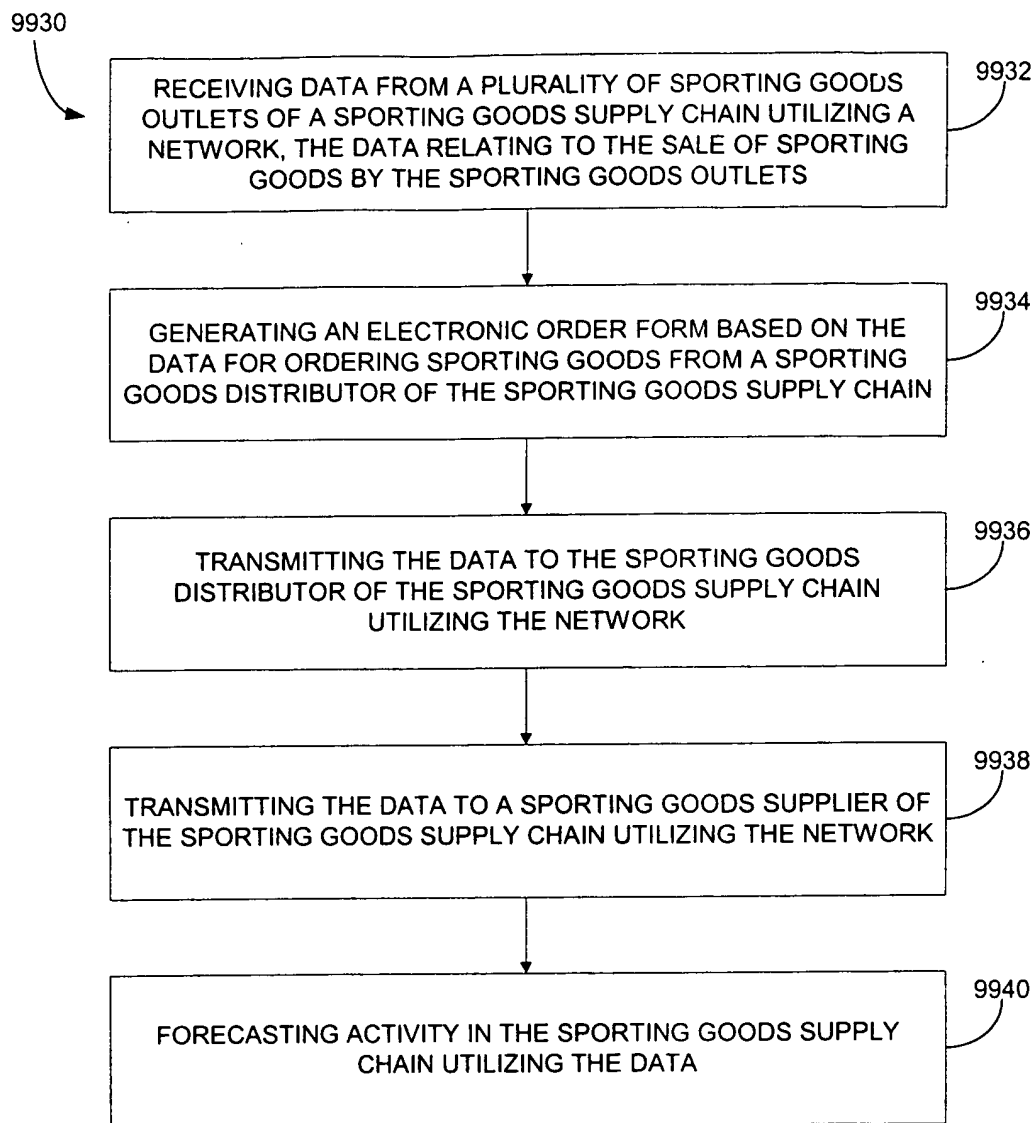 9930
9932
RECEIVING DATA FROM A PLURALITY OF SPORTING GOODS
OUTLETS OF A SPORTING GOODS SUPPLY CHAIN UTILIZING A
NETWORK, THE DATA RELATING TO THE SALE OF SPORTING
GOODS BY THE SPORTING GOODS OUTLETS
9934
GENERATING AN ELECTRONIC ORDER FORM BASED ON THE
DATA FOR ORDERING SPORTING GOODS FROM A SPORTING
GOODS DISTRIBUTOR OF THE SPORTING GOODS SUPPLY CHAIN
9936
TRANSMITTING THE DATA TO THE SPORTING GOODS
DISTRIBUTOR OF THE SPORTING GOODS SUPPLY CHAIN
UTILIZING THE NETWORK
9938
TRANSMITTING THE DATA TO A SPORTING GOODS SUPPLIER OF
THE SPORTING GOODS SUPPLY CHAIN UTILIZING THE NETWORK
9940
FORECASTING ACTIVITY IN THE SPORTING GOODS SUPPLY
CHAIN UTILIZING THE DATA